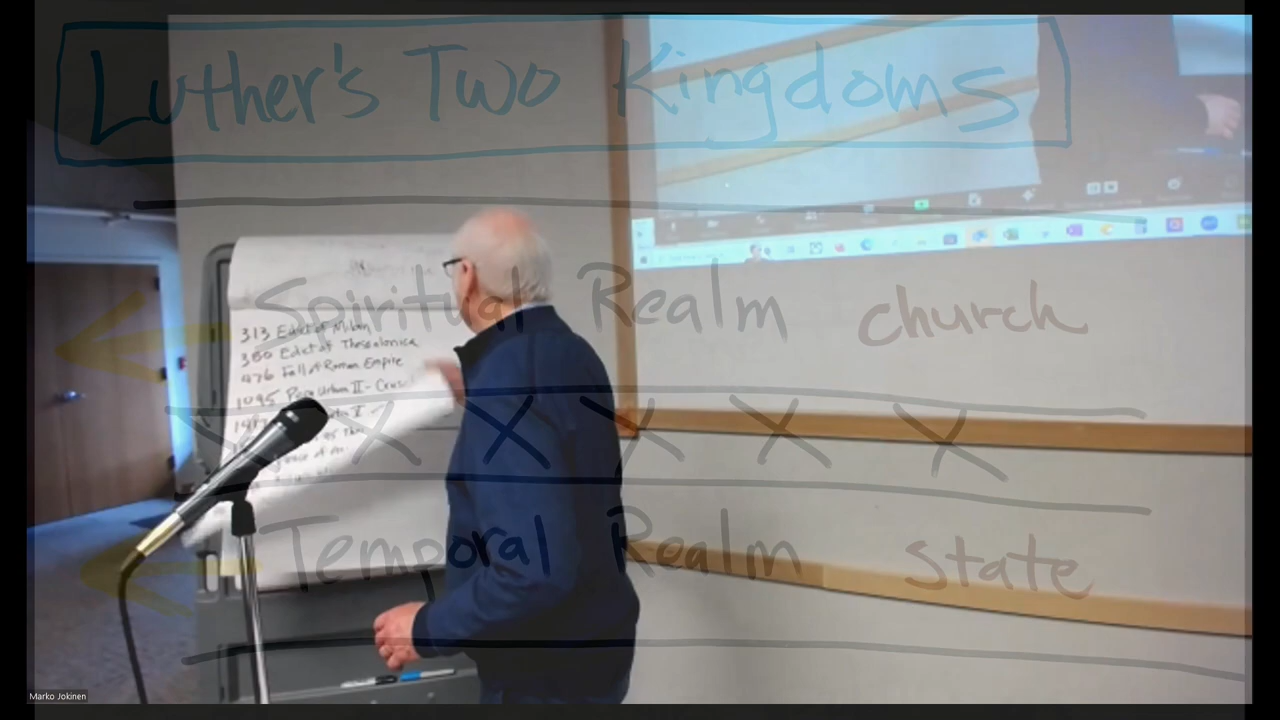 Luther's Two Kingdoms
Spiritual Realm church
313 Edict of Milan
380 Edict of Thessalonica
476 Fall of Roman Empire
1095 Pope Urban II - Crus
X X X X X X
Temporal Realm state
Marko Jokinen